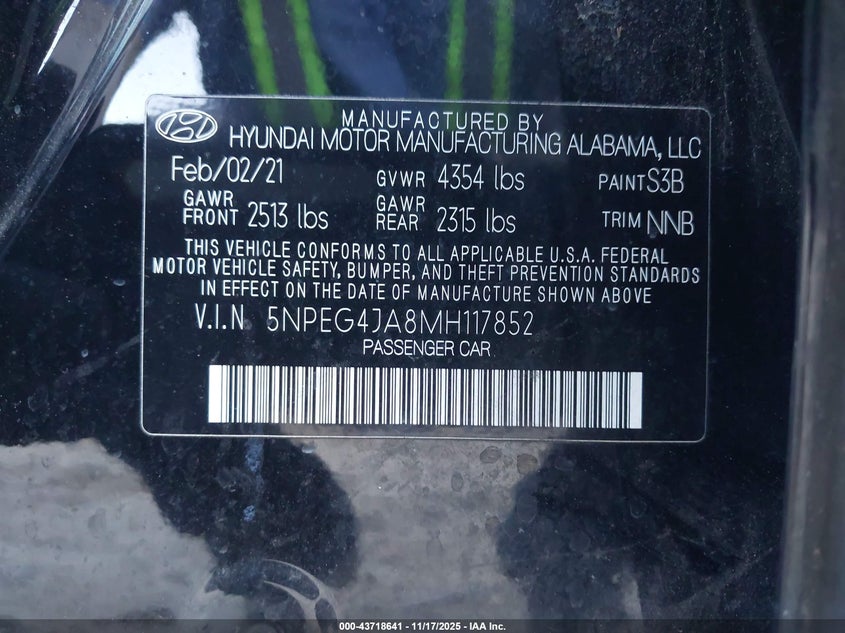 MANUFACTURED BY
HYUNDAI MOTOR MANUFACTURING ALABAMA, LLC
Feb/02/21 GVWR 4354 lbs PAINT S3B
GAWR FRONT 2513 lbs GAWR REAR 2315 lbs TRIM NNB
THIS VEHICLE CONFORMS TO ALL APPLICABLE U.S.A. FEDERAL
MOTOR VEHICLE SAFETY, BUMPER, AND THEFT PREVENTION STANDARDS
IN EFFECT ON THE DATE OF MANUFACTURE SHOWN ABOVE
V.I.N 5NPEG4JA8MH117852
PASSENGER CAR
000-43718641 - 11/17/2025 - IAA Inc.